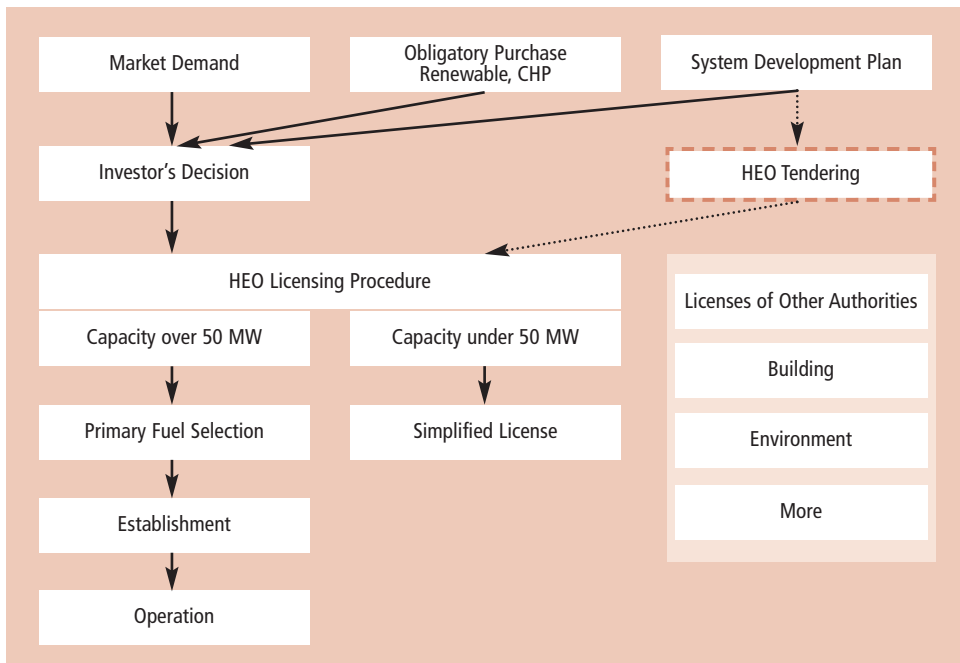 Market Demand
Obligatory Purchase
Renewable, CHP
System Development Plan
Investor’s Decision
HEO Tendering
HEO Licensing Procedure
Capacity over 50 MW
Capacity under 50 MW
Primary Fuel Selection
Simplified License
Establishment
Operation
Licenses of Other Authorities
Building
Environment
More